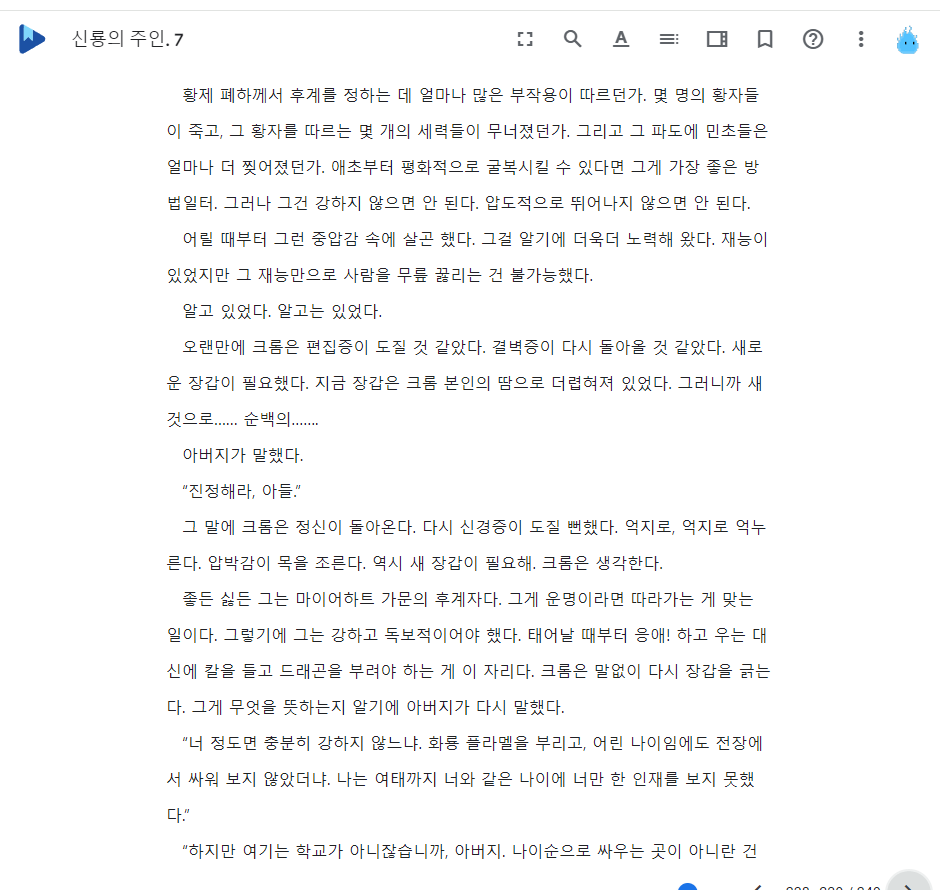 신룡의 주인. 7
황제 폐하께서 후계를 정하는 데 얼마나 많은 부작용이 따르던가. 몇 명의 황자들
이 죽고, 그 황자를 따르는 몇 개의 세력들이 무너졌던가. 그리고 그 파도에 민초들은
얼마나 더 찢어졌던가. 애초부터 평화적으로 굴복시킬 수 있다면 그게 가장 좋은 방
법일터. 그러나 그건 강하지 않으면 안 된다. 압도적으로 뛰어나지 않으면 안 된다.
어릴 때부터 그런 중압감 속에 살곤 했다. 그걸 알기에 더욱더 노력해 왔다. 재능이
있었지만 그 재능만으로 사람을 무릎 꿇리는 건 불가능했다.
알고 있었다. 알고는 있었다.
오랜만에 크롬은 편집증이 도질 것 같았다. 결벽증이 다시 돌아올 것 같았다. 새로
운 장갑이 필요했다. 지금 장갑은 크롬 본인의 땀으로 더렵혀져 있었다. 그러니까 새
것으로...... 순백의.......
아버지가 말했다.
“진정해라, 아들.”
그 말에 크롬은 정신이 돌아온다. 다시 신경증이 도질 뻔했다. 억지로, 억지로 억누
른다. 압박감이 목을 조른다. 역시 새 장갑이 필요해. 크롬은 생각한다.
좋든 싫든 그는 마이어하트 가문의 후계자다. 그게 운명이라면 따라가는 게 맞는
일이다. 그렇기에 그는 강하고 독보적이어야 했다. 태어날 때부터 응애! 하고 우는 대
신에 칼을 들고 드래곤을 부려야 하는 게 이 자리다. 크롬은 말없이 다시 장갑을 긁는
다. 그게 무엇을 뜻하는지 알기에 아버지가 다시 말했다.
“너 정도면 충분히 강하지 않느냐. 화룡 플라멜을 부리고, 어린 나이임에도 전장에
서 싸워 보지 않았더냐. 나는 여태까지 너와 같은 나이에 너만 한 인재를 보지 못했
다.”
“하지만 여기는 학교가 아니잖습니까, 아버지. 나이순으로 싸우는 곳이 아니란 건